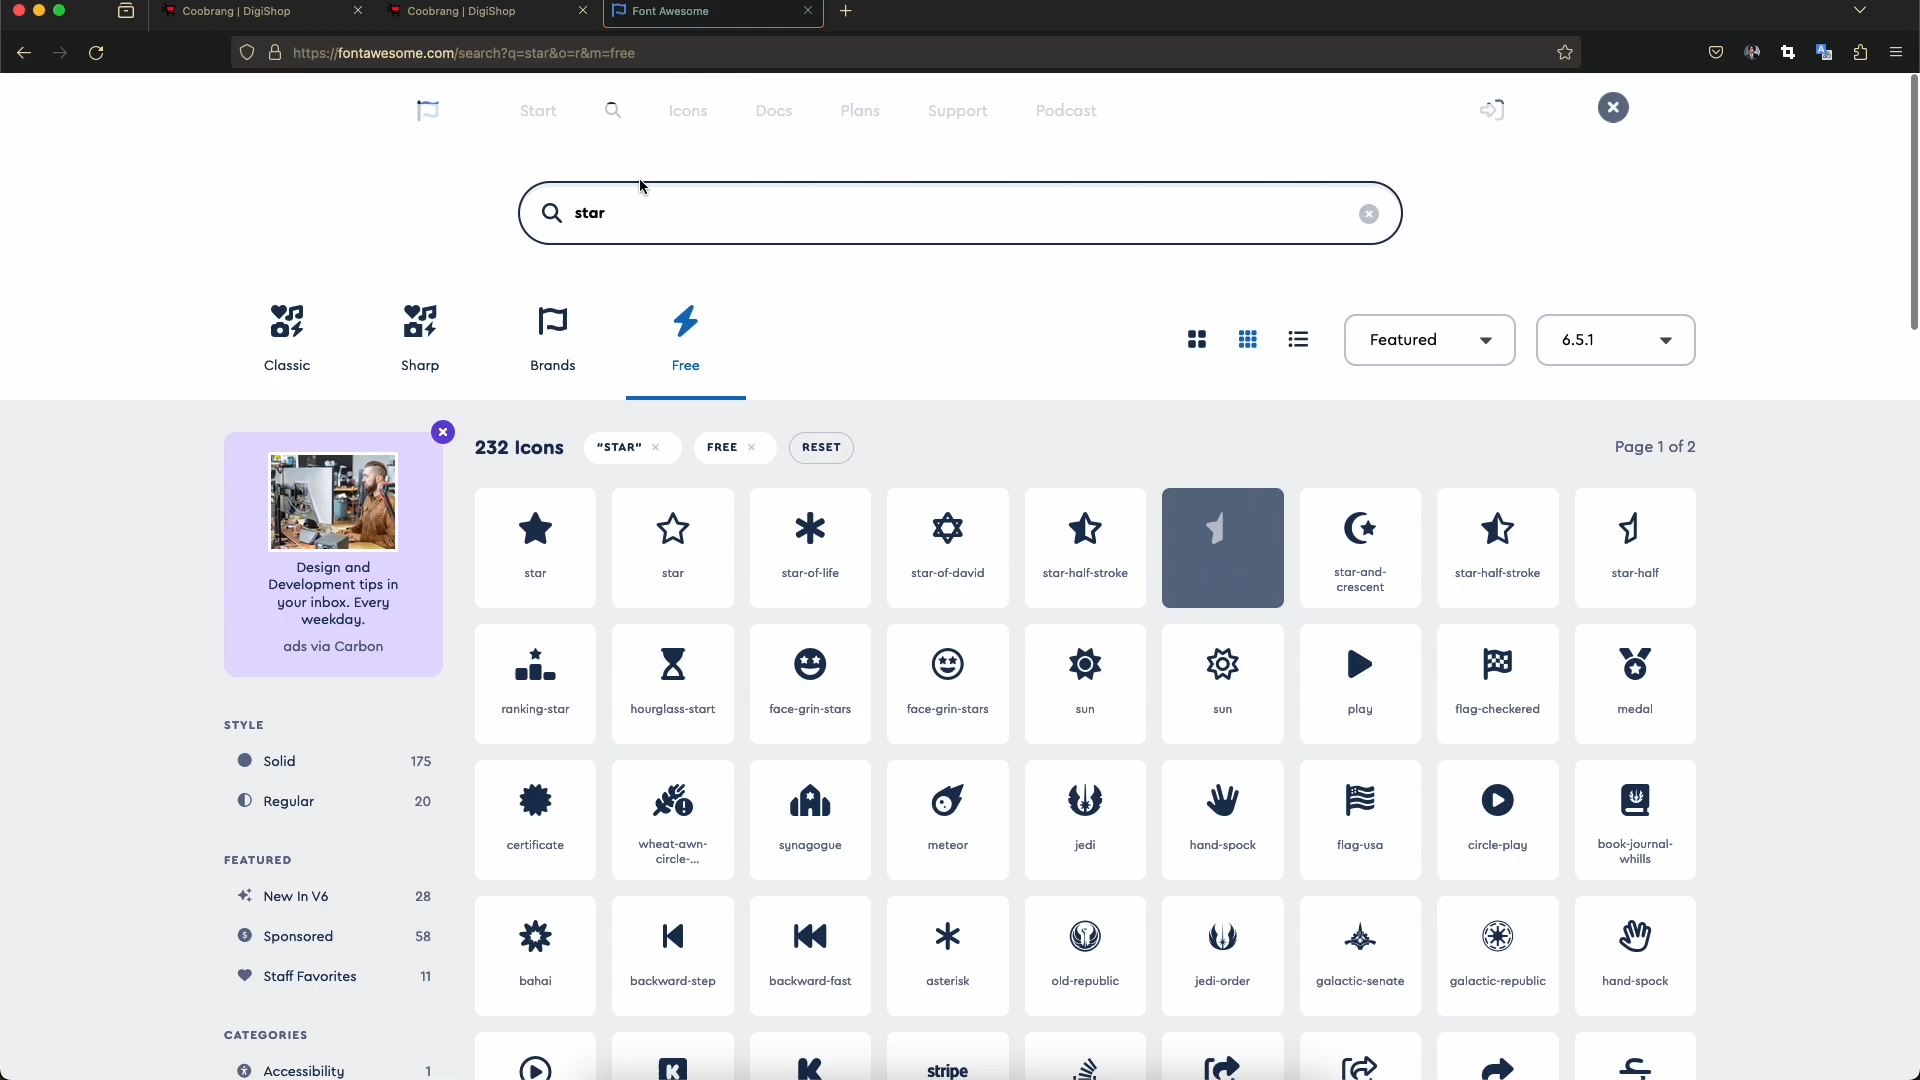 Coobrang | DigiShop
Coobrang | DigiShop
Font Awesome
https://fontawesome.com/search?q=star&o=r&m=free
Start
Icons
Docs
Plans
Support
Podcast
star
Classic
Sharp
Brands
Free
Featured
6.5.1
Design and
Development tips in
your inbox. Every
weekday.
ads via Carbon
232 Icons
"STAR" ×
FREE ×
RESET
Page 1 of 2
star
star
star-of-life
star-of-david
star-half-stroke
star-and-
crescent
star-half-stroke
star-half
ranking-star
hourglass-start
face-grin-stars
face-grin-stars
sun
sun
play
flag-checkered
medal
certificate
wheat-awn-
circle-...
synagogue
meteor
jedi
hand-spock
flag-usa
circle-play
book-journal-
whills
bahai
backward-step
backward-fast
asterisk
old-republic
jedi-order
galactic-senate
galactic-republic
hand-spock
stripe
STYLE
Solid 175
Regular 20
FEATURED
New In V6 28
Sponsored 58
Staff Favorites 11
CATEGORIES
Accessibility 1